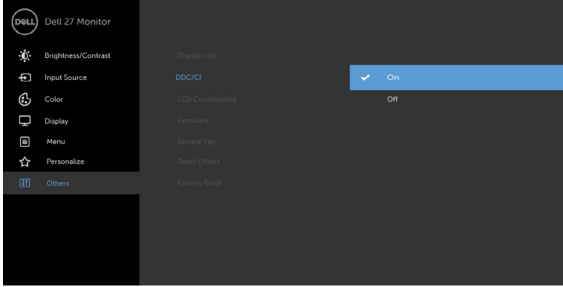 DELL
Dell 27 Monitor
Brightness/Contrast
Input Source
Color
Display
Menu
Personalize
Others
Display Info
DDC/CI
LCD Conditioning
Firmware
Service Tag
Reset Others
Factory Reset
On
Off